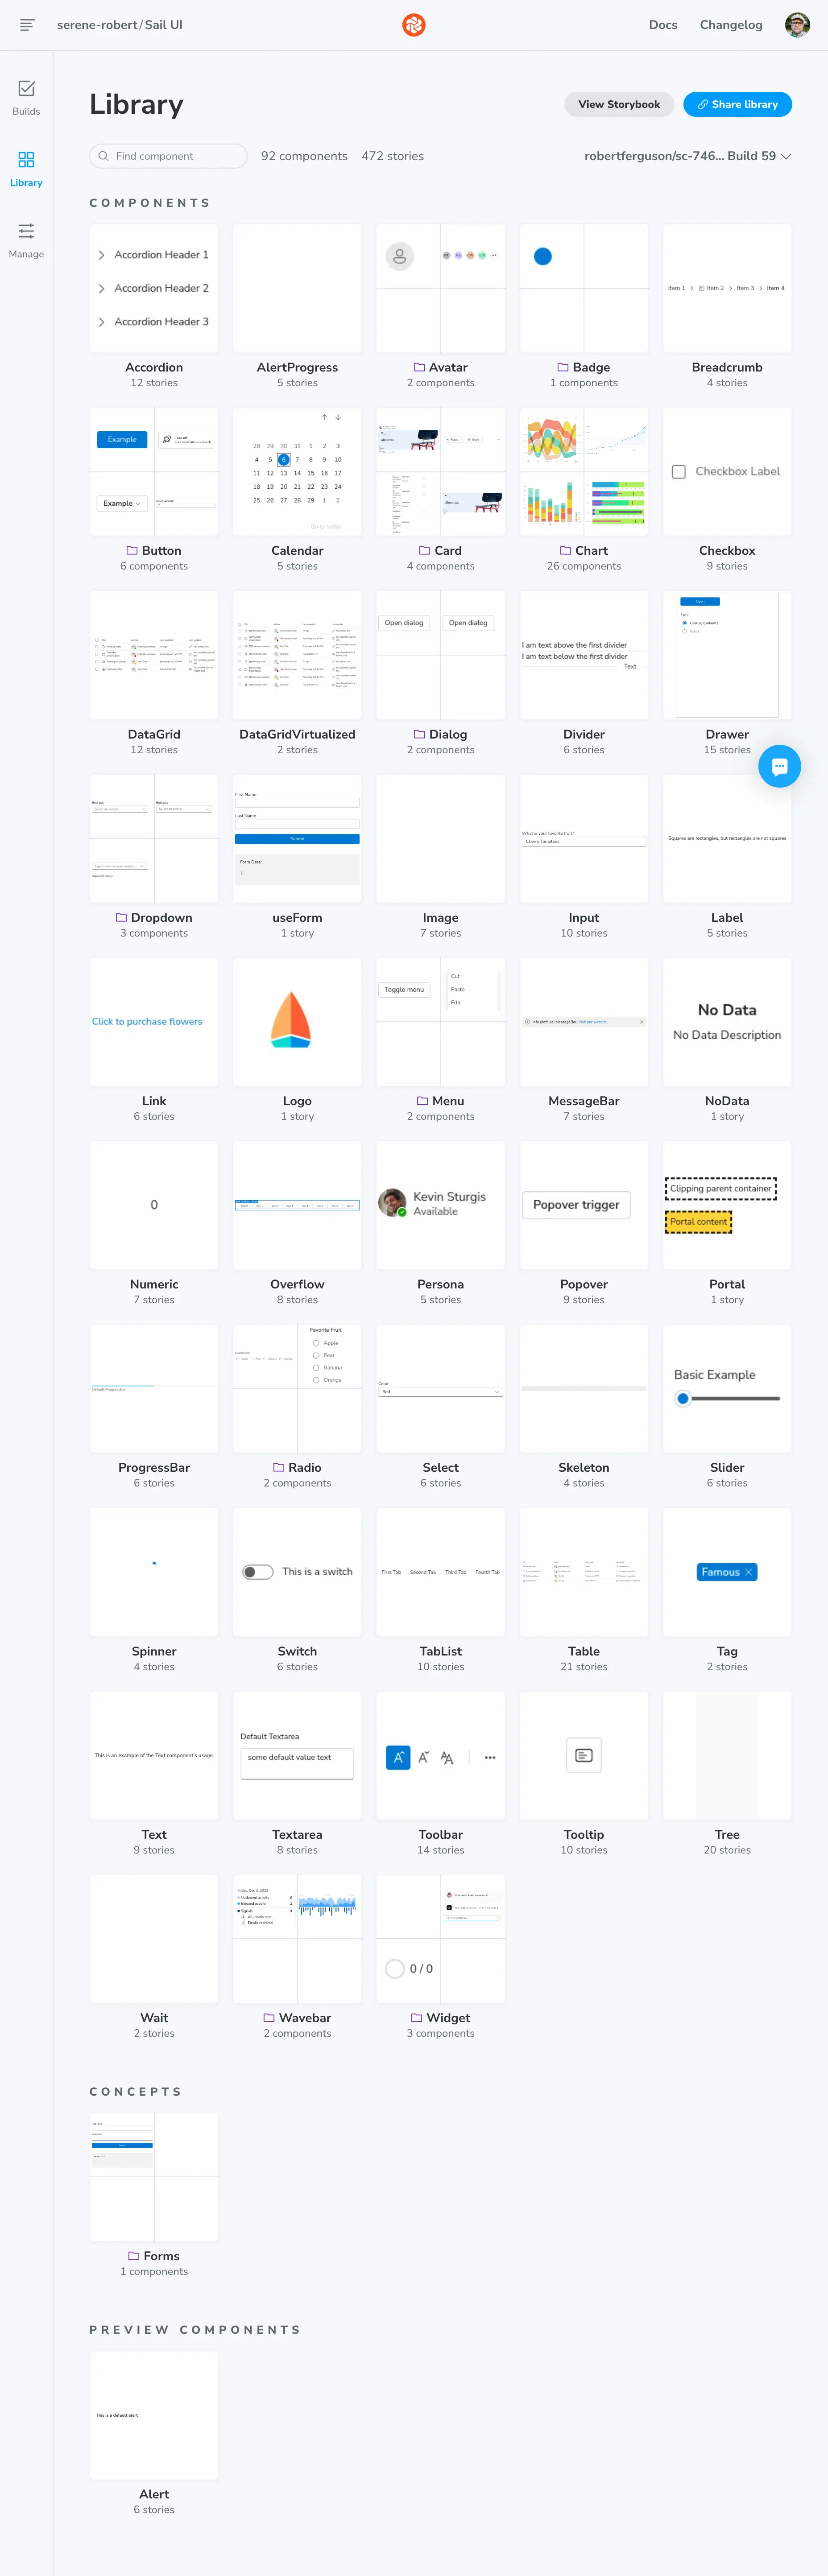 serene-robert / Sail UI
Docs
Changelog
Builds
Library
Manage
Library
View Storybook
Share library
Find component
92 components
472 stories
robertferguson/sc-746... Build 59
COMPONENTS
Accordion Header 1
Accordion Header 2
Accordion Header 3
Item 1 > Item 2 > Item 3 > Item 4
Accordion
12 stories
AlertProgress
5 stories
Avatar
2 components
Badge
1 components
Breadcrumb
4 stories
Example
Example
28 29 30 31 1 2 3
4 5 6 7 8 9 10
11 12 13 14 15 16 17
18 19 20 21 22 23 24
25 26 27 28 29 1 2
Go to today
Checkbox Label
Button
6 components
Calendar
5 stories
Card
4 components
Chart
26 components
Checkbox
9 stories
Open dialog
Open dialog
I am text above the first divider
I am text below the first divider
Text
Open
Type
Overlay (Default)
DataGrid
12 stories
DataGridVirtualized
2 stories
Dialog
2 components
Divider
6 stories
Drawer
15 stories
First Name
Last Name
Submit
Form Data:
What is your favorite fruit?
Cherry Tomatoes
Squares are rectangles, but rectangles are not squares
Dropdown
3 components
useForm
1 story
Image
7 stories
Input
10 stories
Label
5 stories
Click to purchase flowers
Toggle menu
Cut
Paste
Edit
No Data
No Data Description
Link
6 stories
Logo
1 story
Menu
2 components
MessageBar
7 stories
NoData
1 story
0
Kevin Sturgis
Available
Popover trigger
Clipping parent container
Portal content
Numeric
7 stories
Overflow
8 stories
Persona
5 stories
Popover
9 stories
Portal
1 story
Default ProgressBar
Favorite Fruit
Apple
Pear
Banana
Orange
Color
Red
Basic Example
ProgressBar
6 stories
Radio
2 components
Select
6 stories
Skeleton
4 stories
Slider
6 stories
This is a switch
First Tab Second Tab Third Tab Fourth Tab
Famous
Spinner
4 stories
Switch
6 stories
TabList
10 stories
Table
21 stories
Tag
2 stories
This is an example of the Text component's usage.
Default Textarea
some default value text
Text
9 stories
Textarea
8 stories
Toolbar
14 stories
Tooltip
10 stories
Tree
20 stories
Friday, Dec 2, 2022
Outbound activity
Inbound activity
Signals
0 / 0
Wait
2 stories
Wavebar
2 components
Widget
3 components
CONCEPTS
Forms
1 components
PREVIEW COMPONENTS
This is a default alert
Alert
6 stories